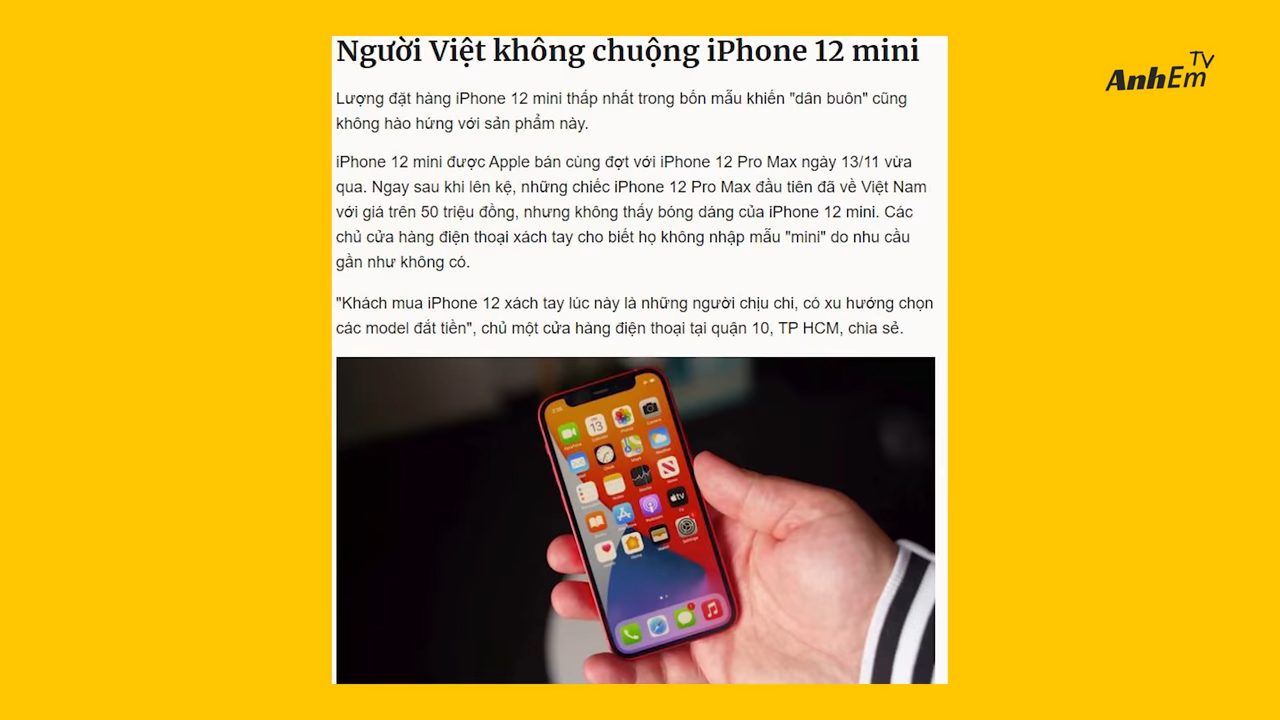 Người Việt không chuộng iPhone 12 mini
AnhEm TV
Lượng đặt hàng iPhone 12 mini thấp nhất trong bốn mẫu khiến "dân buôn" cũng
không hào hứng với sản phẩm này.
iPhone 12 mini được Apple bán cùng đợt với iPhone 12 Pro Max ngày 13/11 vừa
qua. Ngay sau khi lên kệ, những chiếc iPhone 12 Pro Max đầu tiên đã về Việt Nam
với giá trên 50 triệu đồng, nhưng không thấy bóng dáng của iPhone 12 mini. Các
chủ cửa hàng điện thoại xách tay cho biết họ không nhập mẫu "mini" do nhu cầu
gần như không có.
"Khách mua iPhone 12 xách tay lúc này là những người chịu chi, có xu hướng chọn
các model đắt tiền", chủ một cửa hàng điện thoại tại quận 10, TP HCM, chia sẻ.
13
tv